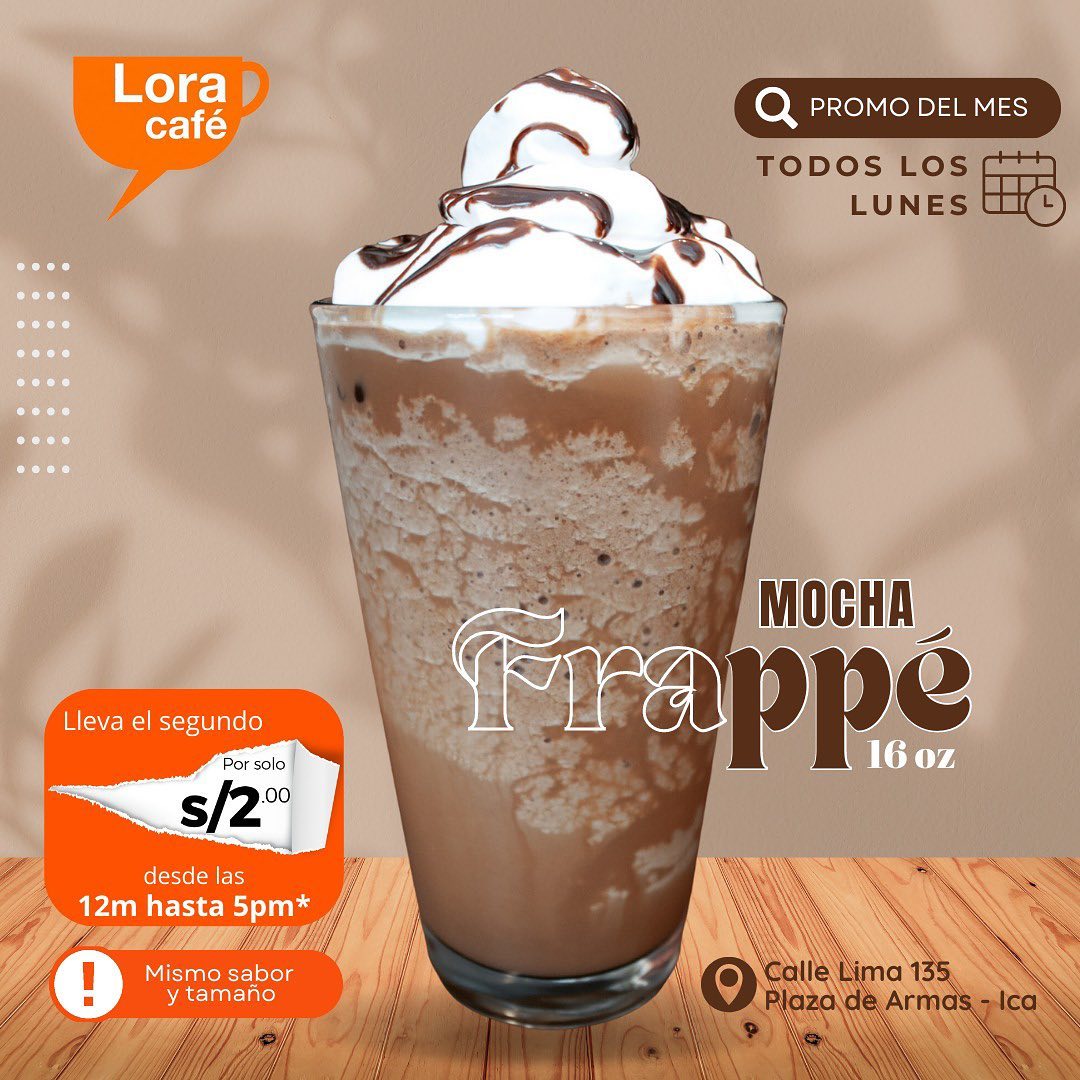 Lora
café
PROMO DEL MES
TODOS LOS
LUNES
MOCHA
Frappé
16 oz
Lleva el segundo
Por solo
s/2.00
desde las
12m hasta 5pm*
! Mismo sabor
y tamaño
Calle Lima 135
Plaza de Armas - Ica